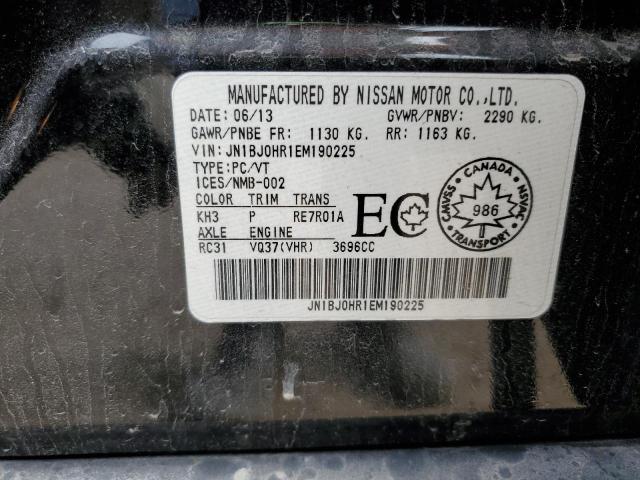 MANUFACTURED BY NISSAN MOTOR CO.,LTD.
DATE: 06/13 GVWR/PNBV: 2290 KG.
GAWR/PNBE FR: 1130 KG. RR: 1163 KG.
VIN: JN1BJ0HR1EM190225
TYPE: PC/VT
ICES/NMB-002
COLOR TRIM TRANS
KH3 P RE7R01A
AXLE ENGINE
RC31 VQ37(VHR) 3696CC
EC
CANADA
CMVSS 986 NSVAC
TRANSPORT
JN1BJ0HR1EM190225